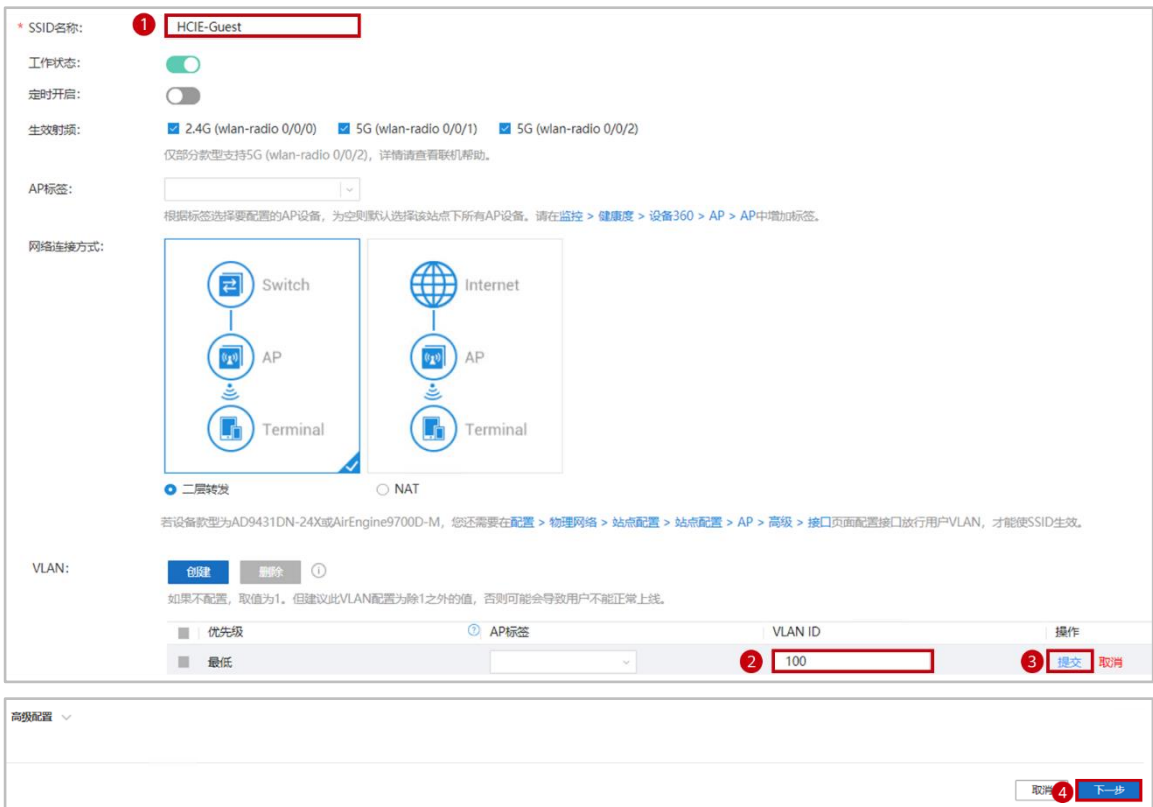 * SSID名称: 1 HCIE-Guest
工作状态:
定时开启:
生效射频: 2.4G (wlan-radio 0/0/0) 5G (wlan-radio 0/0/1) 5G (wlan-radio 0/0/2)
仅部分款型支持5G (wlan-radio 0/0/2)，详情请查看联机帮助。
AP标签:
根据标签选择要配置的AP设备，为空则默认选择该站点下所有AP设备。请在监控 > 健康度 > 设备360 > AP > AP中增加标签。
网络连接方式:
Switch Internet
AP AP
Terminal Terminal
二层转发 NAT
若设备款型为AD9431DN-24X或AirEngine9700D-M，您还需要在配置 > 物理网络 > 站点配置 > 站点配置 > AP > 高级 > 接口页面配置接口放行用户VLAN，才能使SSID生效。
VLAN: 创建 删除
如果不配置，取值为1。但建议此VLAN配置为除1之外的值，否则可能会导致用户不能正常上线。
优先级 AP标签 VLAN ID 操作
最低 2 100 3 提交 取消
高级配置
取消 4 下一步